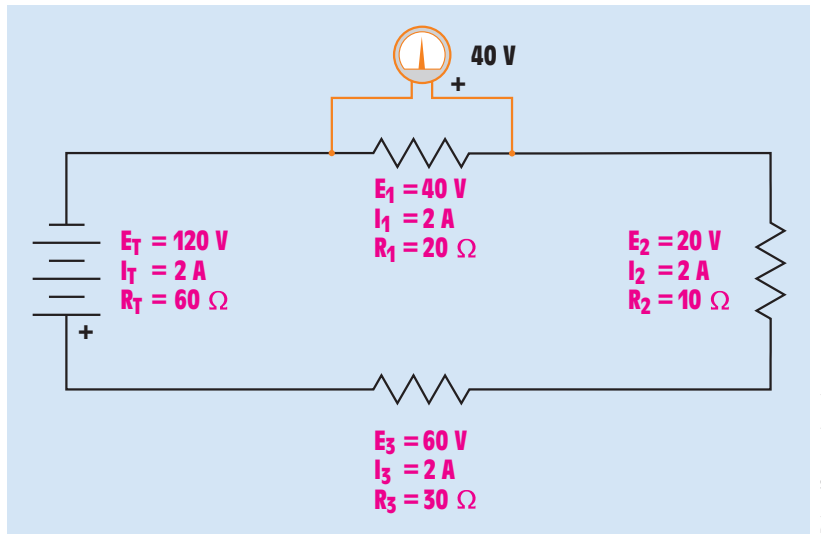 40 V
+
E1 = 40 V
I1 = 2 A
R1 = 20 Ω
ET = 120 V
IT = 2 A
RT = 60 Ω
+
E2 = 20 V
I2 = 2 A
R2 = 10 Ω
E3 = 60 V
I3 = 2 A
R3 = 30 Ω